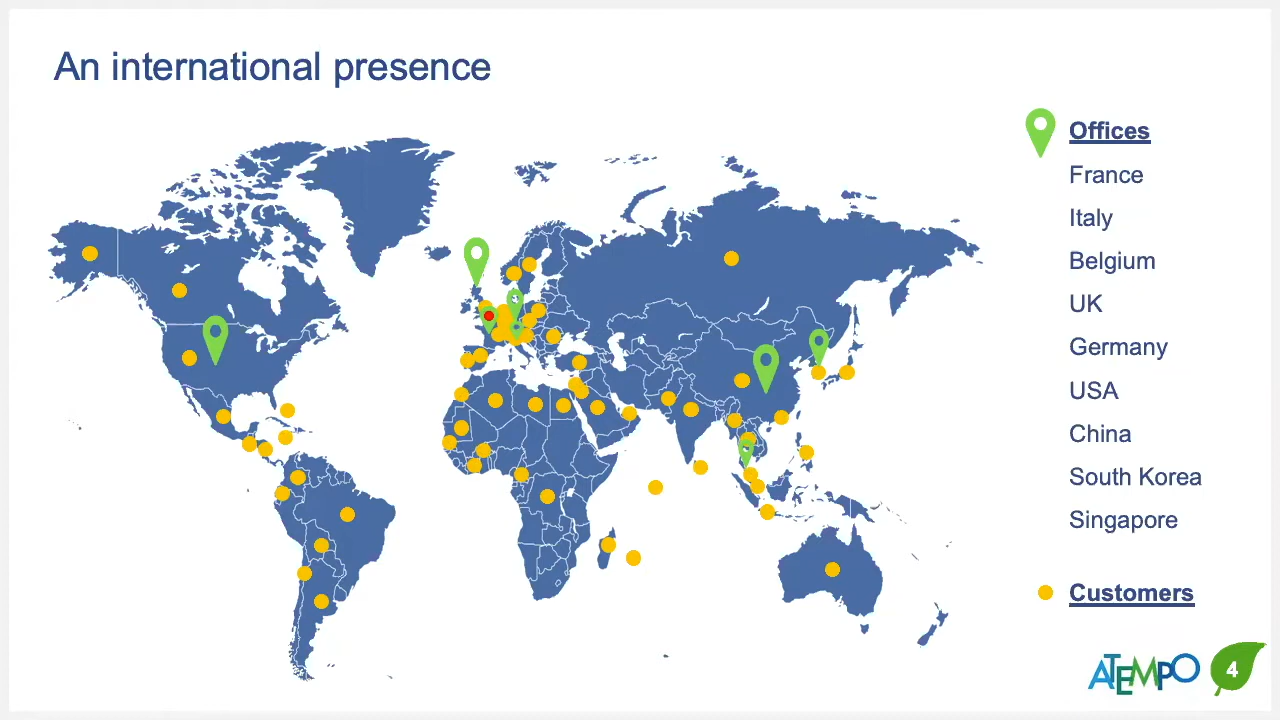 An international presence
Offices
France
Italy
Belgium
UK
Germany
USA
China
South Korea
Singapore
Customers
ATEMPO
4